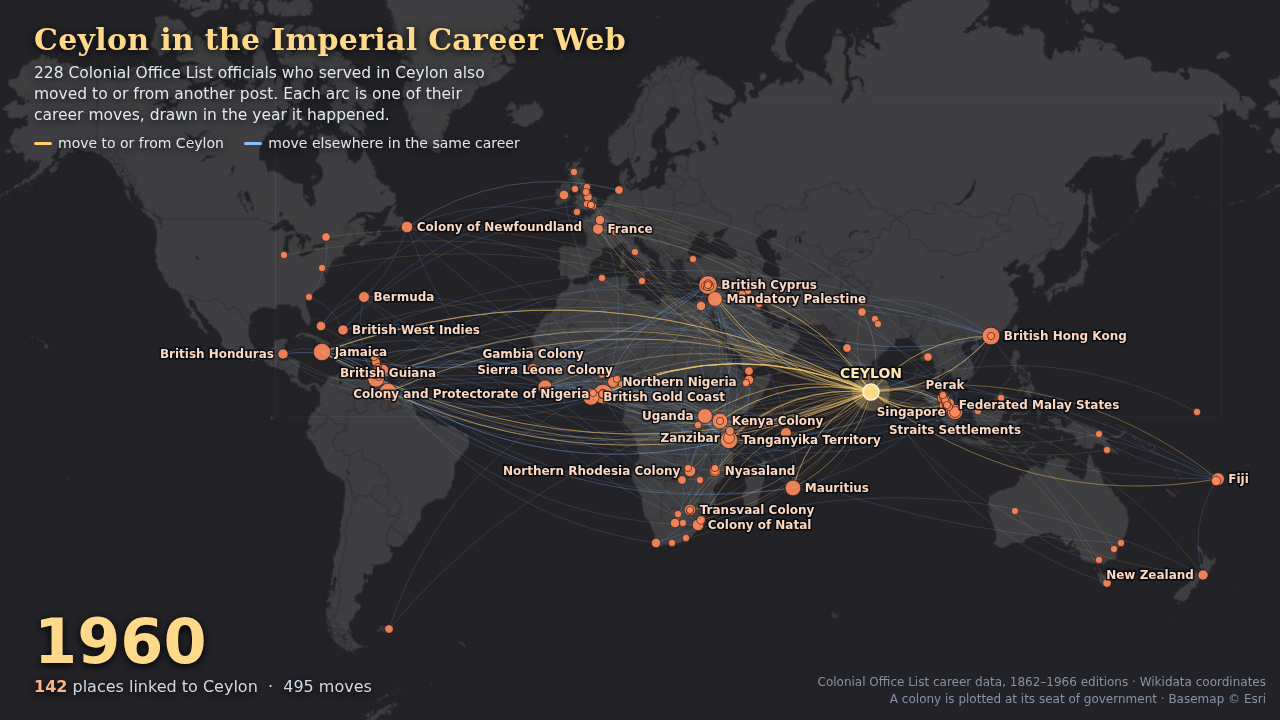 Ceylon in the Imperial Career Web
228 Colonial Office List officials who served in Ceylon also
moved to or from another post. Each arc is one of their
career moves, drawn in the year it happened.
move to or from Ceylon
move elsewhere in the same career
Colony of Newfoundland
France
British Cyprus
Bermuda
Mandatory Palestine
British West Indies
British Hong Kong
British Honduras
Jamaica
Gambia Colony
Sierra Leone Colony
British Guiana
CEYLON
Northern Nigeria
Perak
Colony and Protectorate of Nigeria
British Gold Coast
Federated Malay States
Singapore
Uganda
Kenya Colony
Straits Settlements
Zanzibar
Tanganyika Territory
Northern Rhodesia Colony
Nyasaland
Fiji
Mauritius
Transvaal Colony
Colony of Natal
New Zealand
1960
142 places linked to Ceylon · 495 moves
Colonial Office List career data, 1862–1966 editions · Wikidata coordinates
A colony is plotted at its seat of government · Basemap © Esri